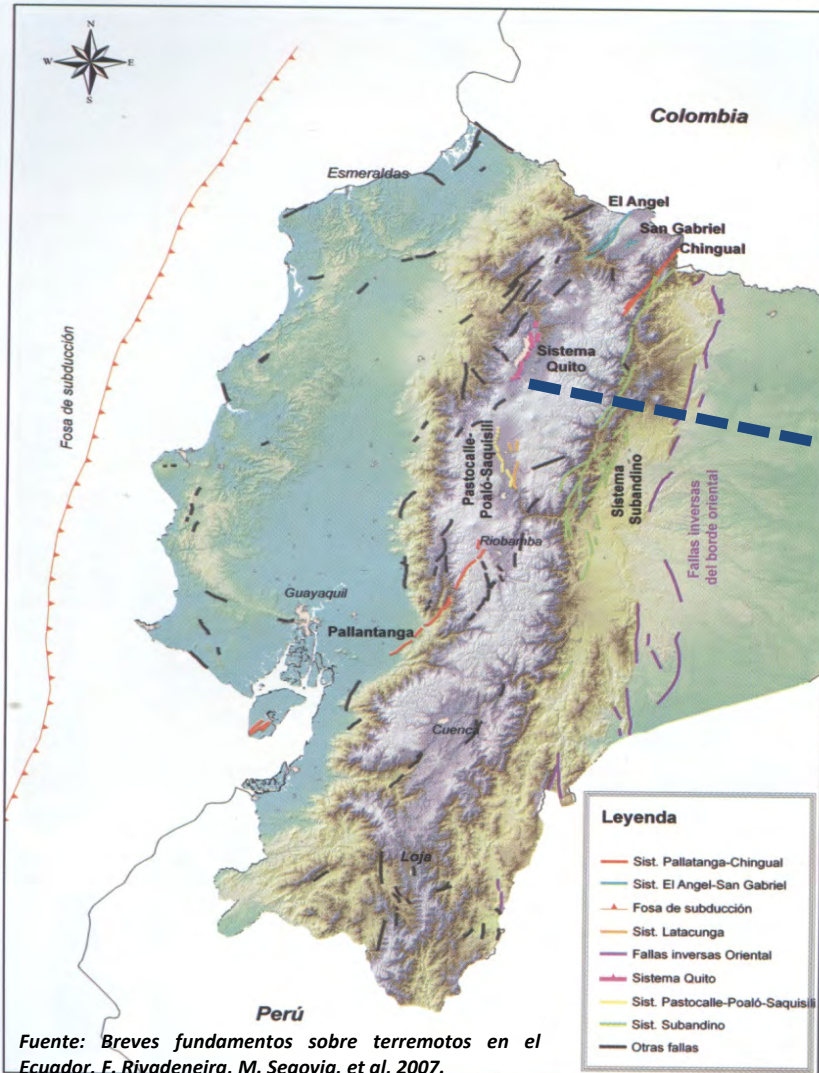 N
W E
S
Colombia
Esmeraldas
El Angel
San Gabriel
Chingual
Fosa de subducción
Sistema
Quito
Pastocalle-
Poaló-Saquisili
Sistema
Subandino
Fallas inversas
del borde oriental
Riobamba
Guayaquil
Pallantanga
Cuenca
Loja
Perú
Leyenda
Sist. Pallatanga-Chingual
Sist. El Angel-San Gabriel
Fosa de subducción
Sist. Latacunga
Fallas inversas Oriental
Sistema Quito
Sist. Pastocalle-Poaló-Saquisili
Sist. Subandino
Otras fallas
Fuente: Breves fundamentos sobre terremotos en el
Ecuador. F. Rivadeneira, M. Segovia, et al. 2007.